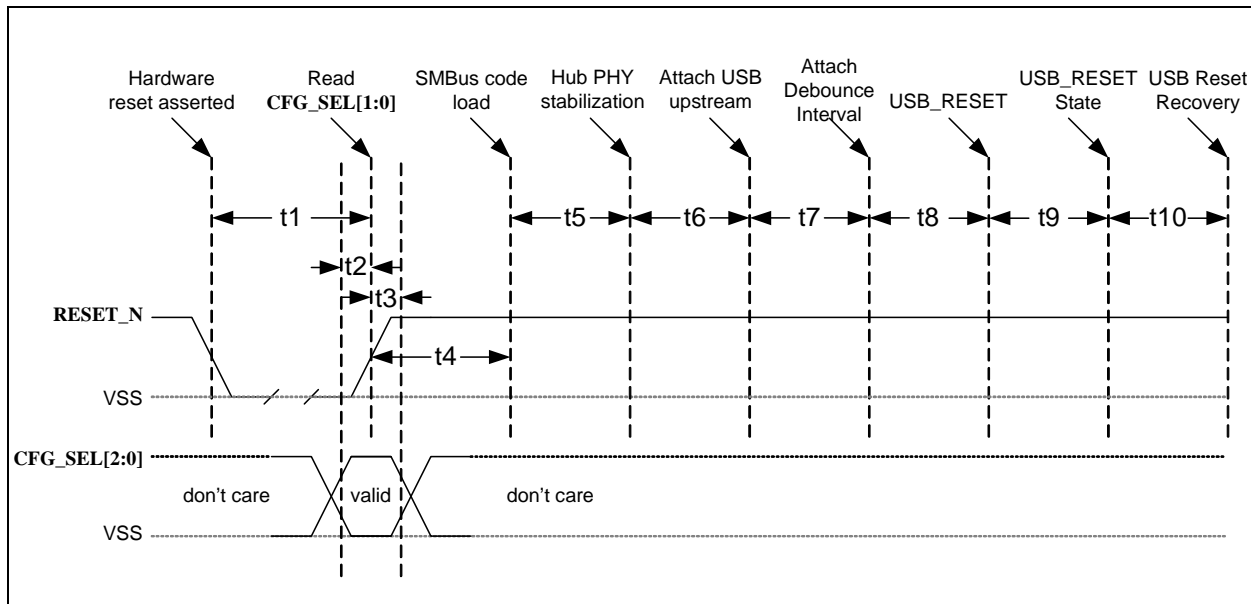 Hardware
reset asserted
Read
CFG_SEL[1:0]
SMBus code
load
Hub PHY
stabilization
Attach USB
upstream
Attach
Debounce
Interval
USB_RESET
USB_RESET
State
USB Reset
Recovery
t1
t5
t6
t7
t8
t9
t10
t2
t3
RESET_N
t4
VSS
CFG_SEL[2:0]
don't care
valid
don't care
VSS